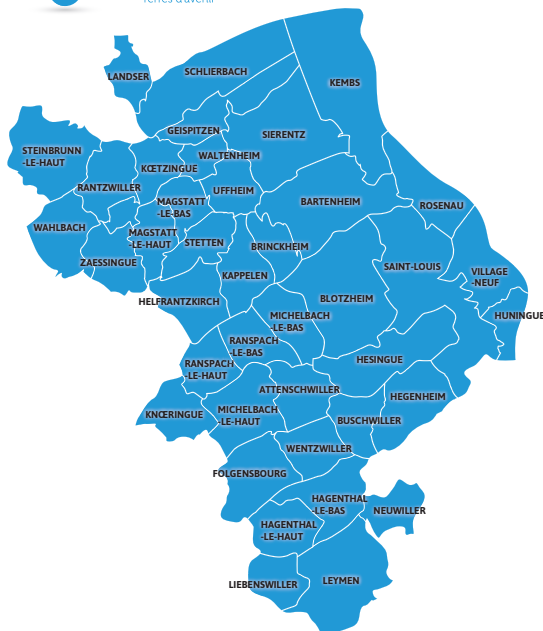 Terres d'avenir
LANDSER
SCHLIERBACH
KEMBS
GEISPITZEN
SIERENTZ
STEINBRUNN
-LE-HAUT
KŒTZINGUE
WALTENHEIM
RANTZWILLER
UFFHEIM
MAGSTATT
-LE-BAS
BARTENHEIM
ROSENAU
WAHLBACH
MAGSTATT
-LE-HAUT
STETTEN
BRINCKHEIM
ZAESSINGUE
KAPPELEN
SAINT-LOUIS
VILLAGE
-NEUF
HELFRANTZKIRCH
BLOTZHEIM
HUNINGUE
MICHELBACH
-LE-BAS
RANSPACH
-LE-BAS
RANSPACH
-LE-HAUT
HESINGUE
ATTENSCHWILLER
HEGENHEIM
KNŒRINGUE
MICHELBACH
-LE-HAUT
BUSCHWILLER
WENTZWILLER
FOLGENSBOURG
HAGENTHAL
-LE-BAS
NEUWILLER
HAGENTHAL
-LE-HAUT
LIEBENSWILLER
LEYMEN